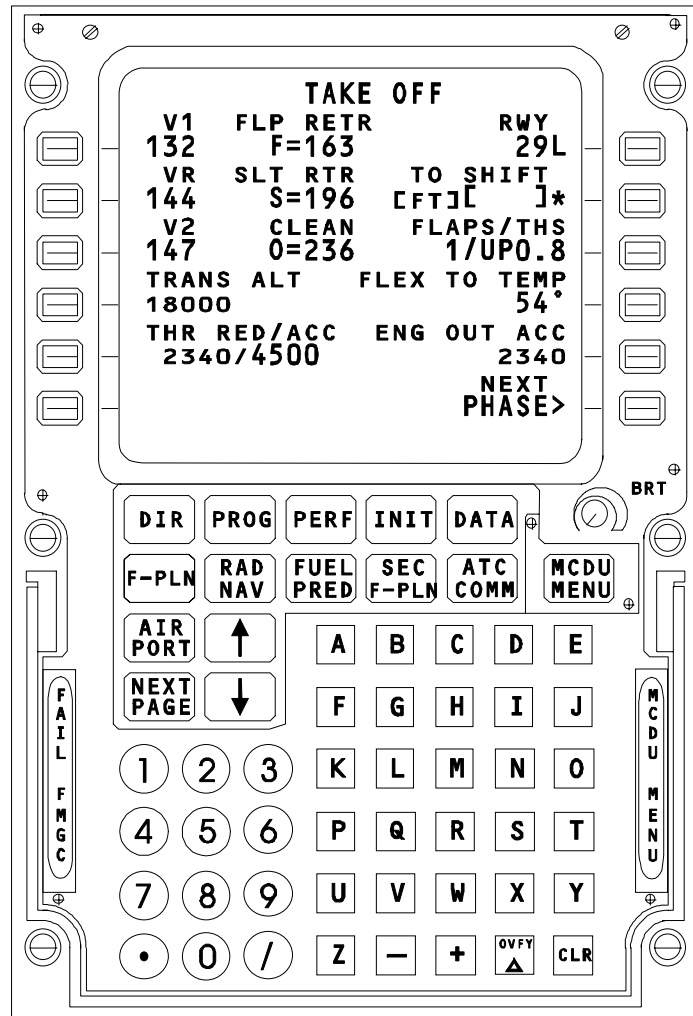 TAKE OFF
V1 FLP RETR RWY
132 F=163 29L
VR SLT RTR TO SHIFT
144 S=196 [FT][ ]*
V2 CLEAN FLAPS/THS
147 O=236 1/UP0.8
TRANS ALT FLEX TO TEMP
18000 54°
THR RED/ACC ENG OUT ACC
2340/4500 2340
NEXT
PHASE>
BRT
DIR PROG PERF INIT DATA
F-PLN RAD NAV FUEL PRED SEC F-PLN ATC COMM MCDU MENU
AIR PORT ↑ A B C D E
NEXT PAGE ↓ F G H I J
1 2 3 K L M N O
4 5 6 P Q R S T
7 8 9 U V W X Y
• 0 / Z − + OVFY Δ CLR
FAIL FMGC
MCDU MENU